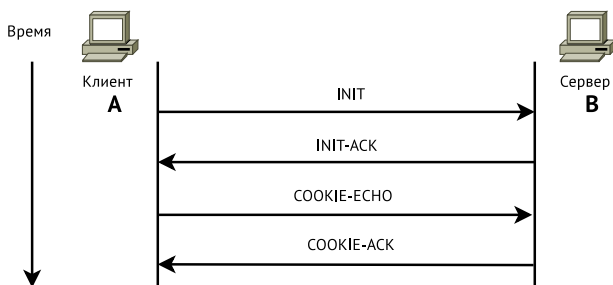 Время
Клиент
A
Сервер
B
INIT
INIT-ACK
COOKIE-ECHO
COOKIE-ACK